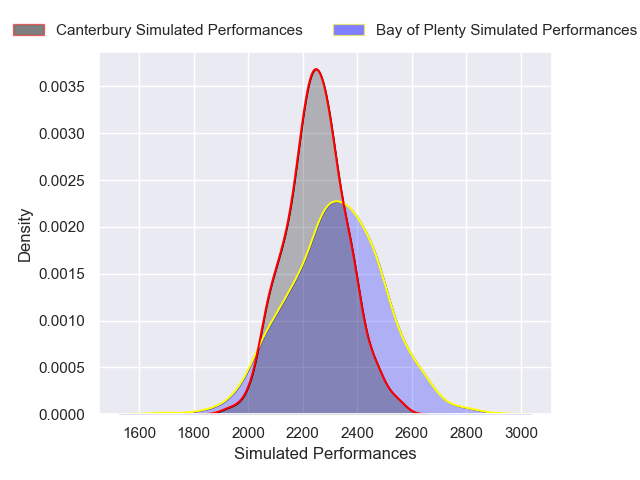 Canterbury Simulated Performances
Bay of Plenty Simulated Performances
0.0035
0.0030
0.0025
0.0020
0.0015
0.0010
0.0005
0.0000
Density
1600 1800 2000 2200 2400 2600 2800 3000
Simulated Performances